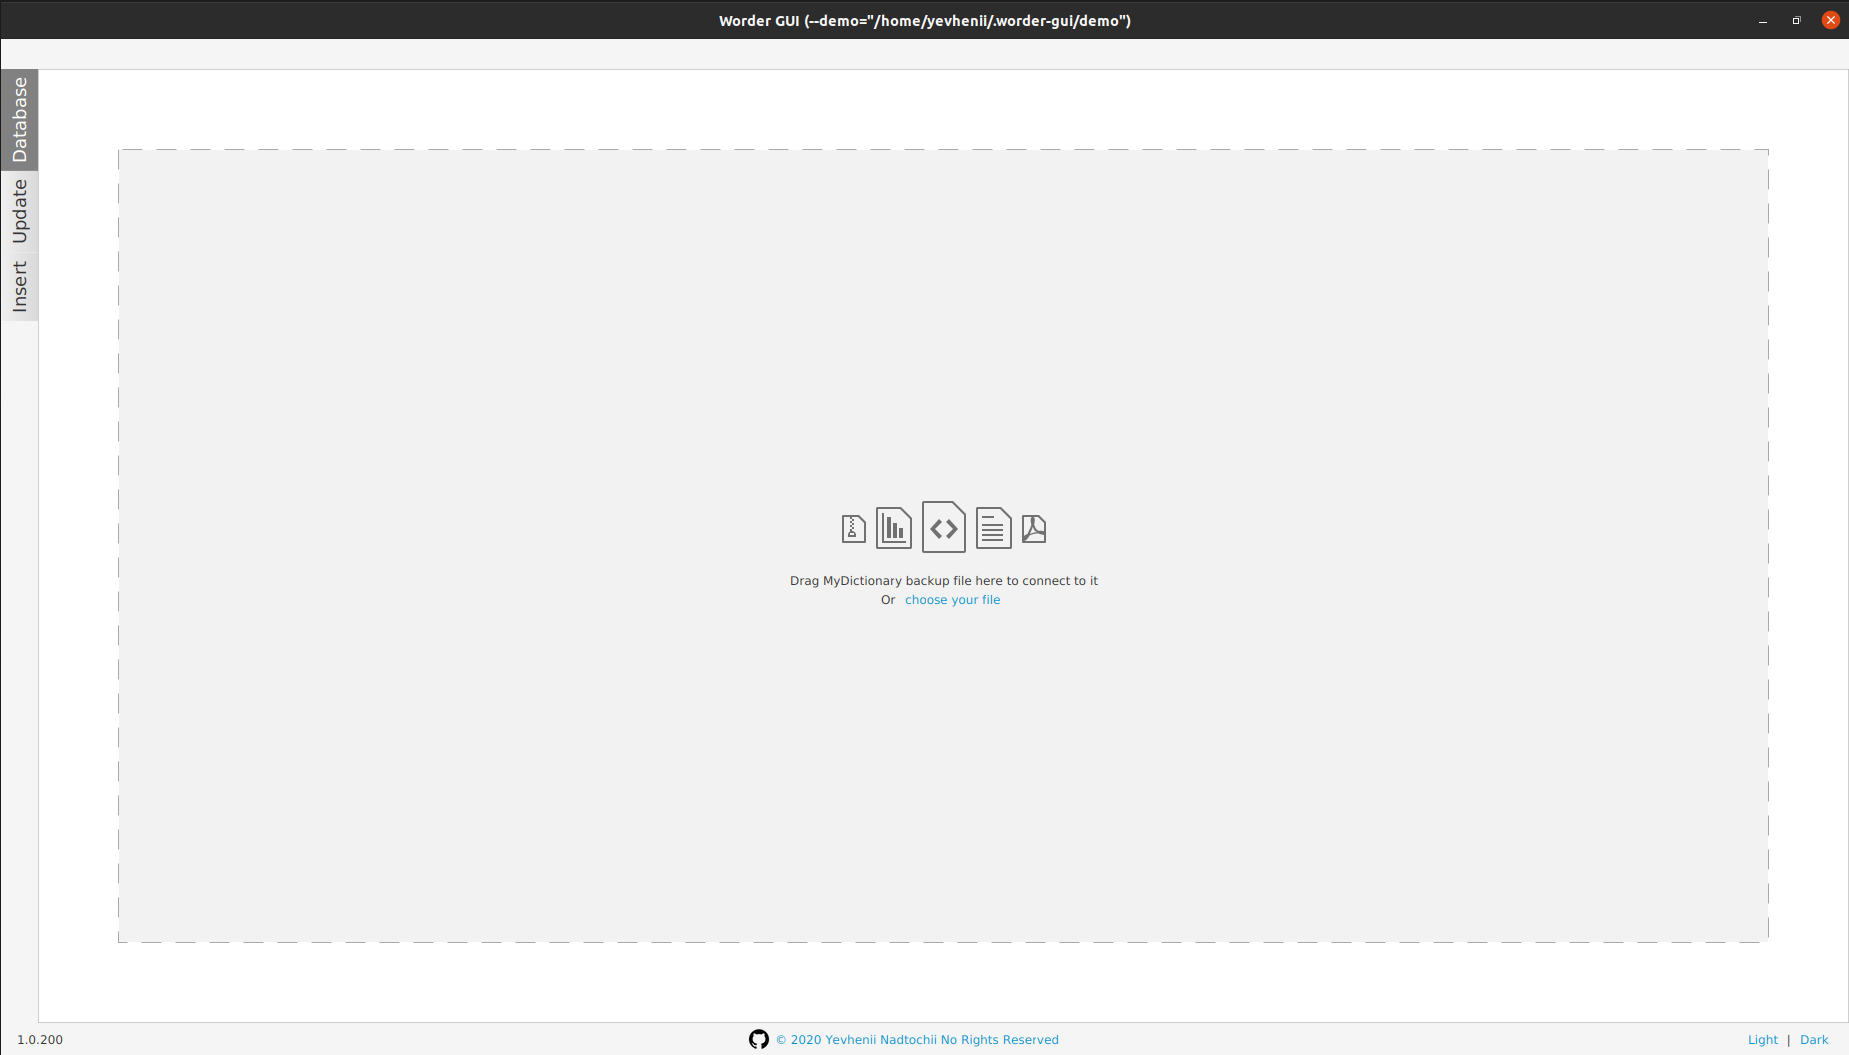 Worder GUI (--demo="/home/yevhenii/.worder-gui/demo")
Database
Update
Insert
Drag MyDictionary backup file here to connect to it
Or choose your file
1.0.200
© 2020 Yevhenii Nadtochii No Rights Reserved
Light | Dark